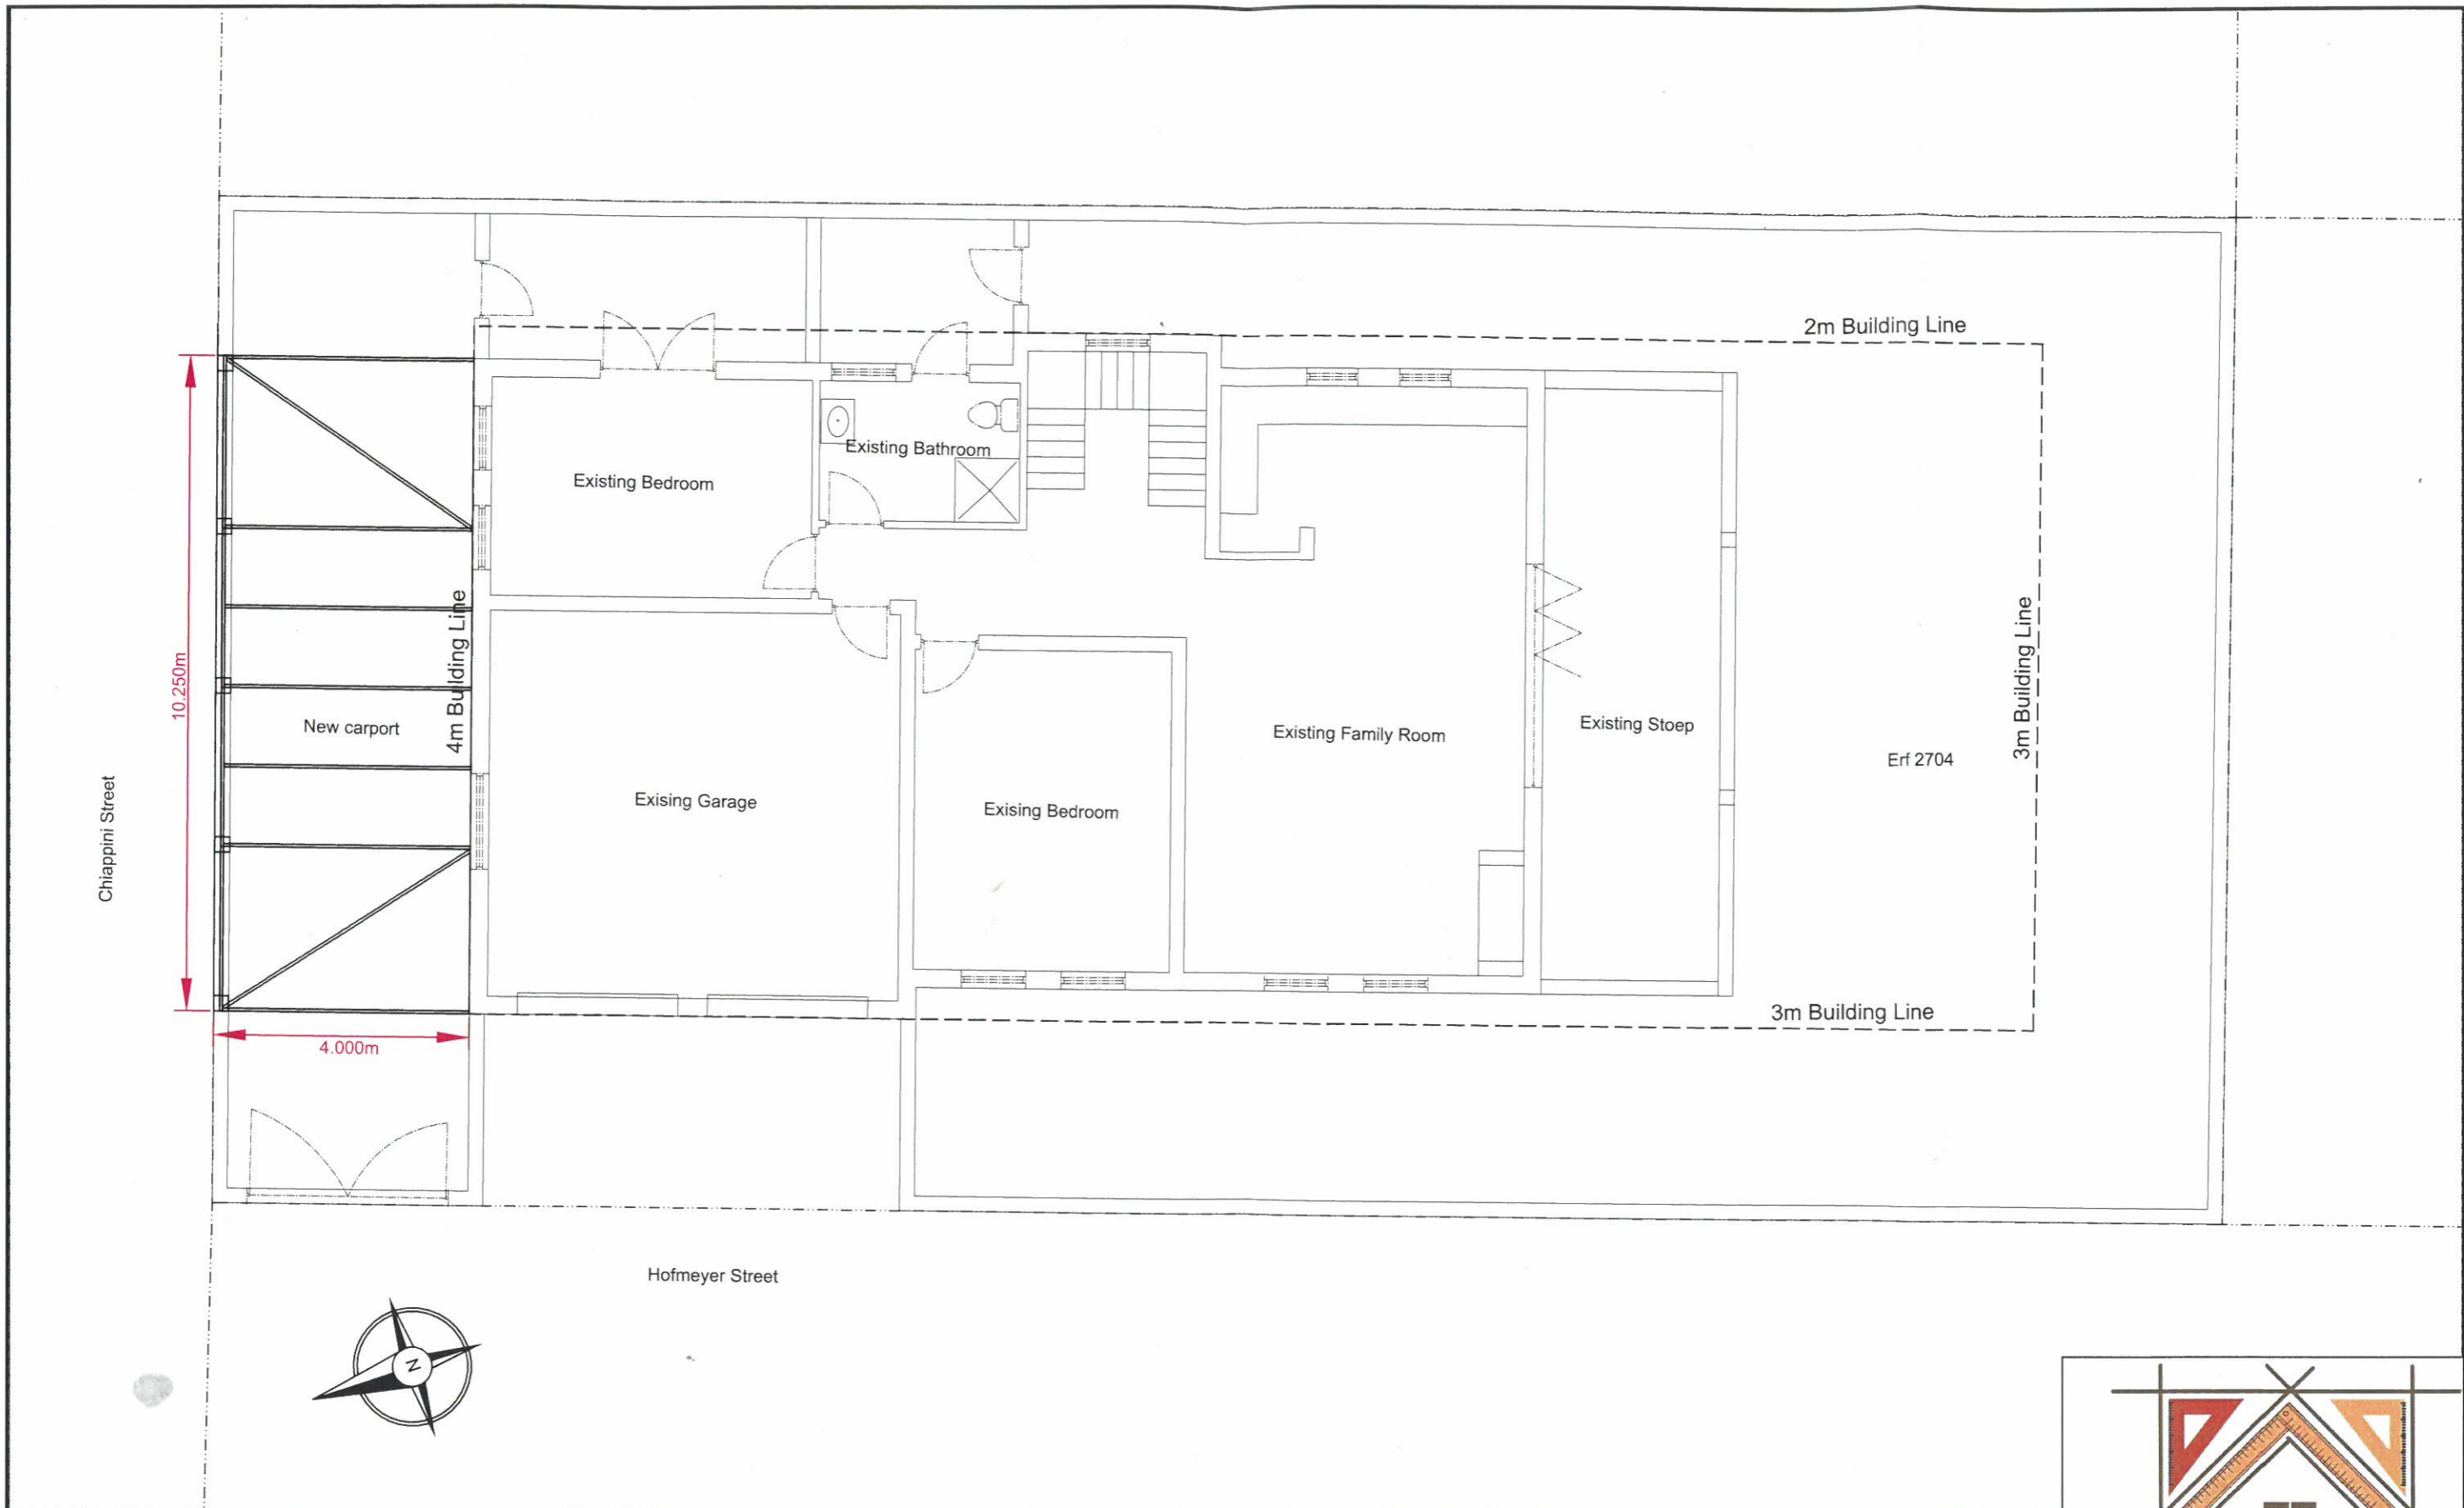 2m Building Line
Existing Bathroom
Existing Bedroom
4m Building Line
3m Building Line
10.250m
New carport
Existing Family Room
Existing Stoep
Erf 2704
Chiappini Street
Exising Garage
Exising Bedroom
3m Building Line
4.000m
Hofmeyer Street
N